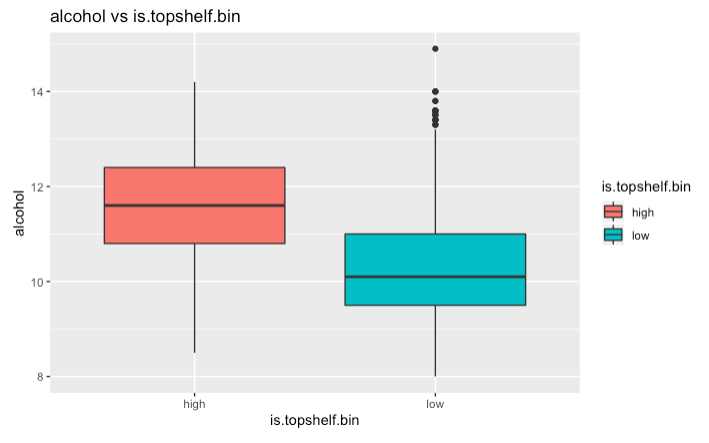 alcohol vs is.topshelf.bin
14
12
10
8
alcohol
high
low
is.topshelf.bin
is.topshelf.bin
high
low